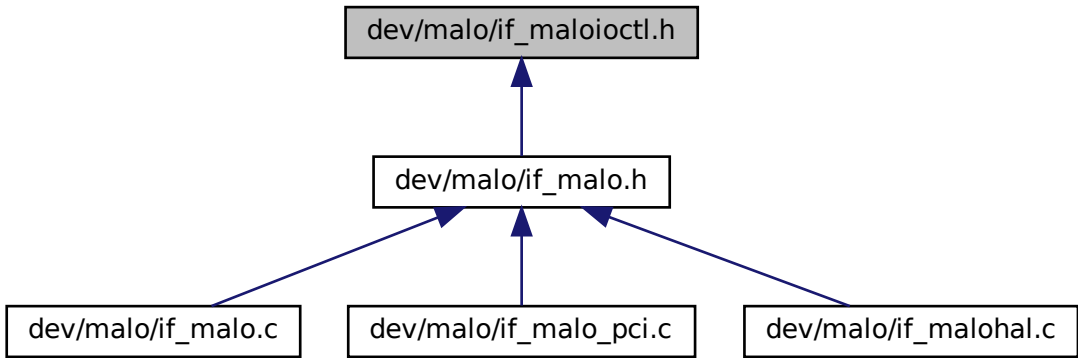 dev/malo/if_maloioctl.h
dev/malo/if_malo.h
dev/malo/if_malo.c
dev/malo/if_malo_pci.c
dev/malo/if_malohal.c